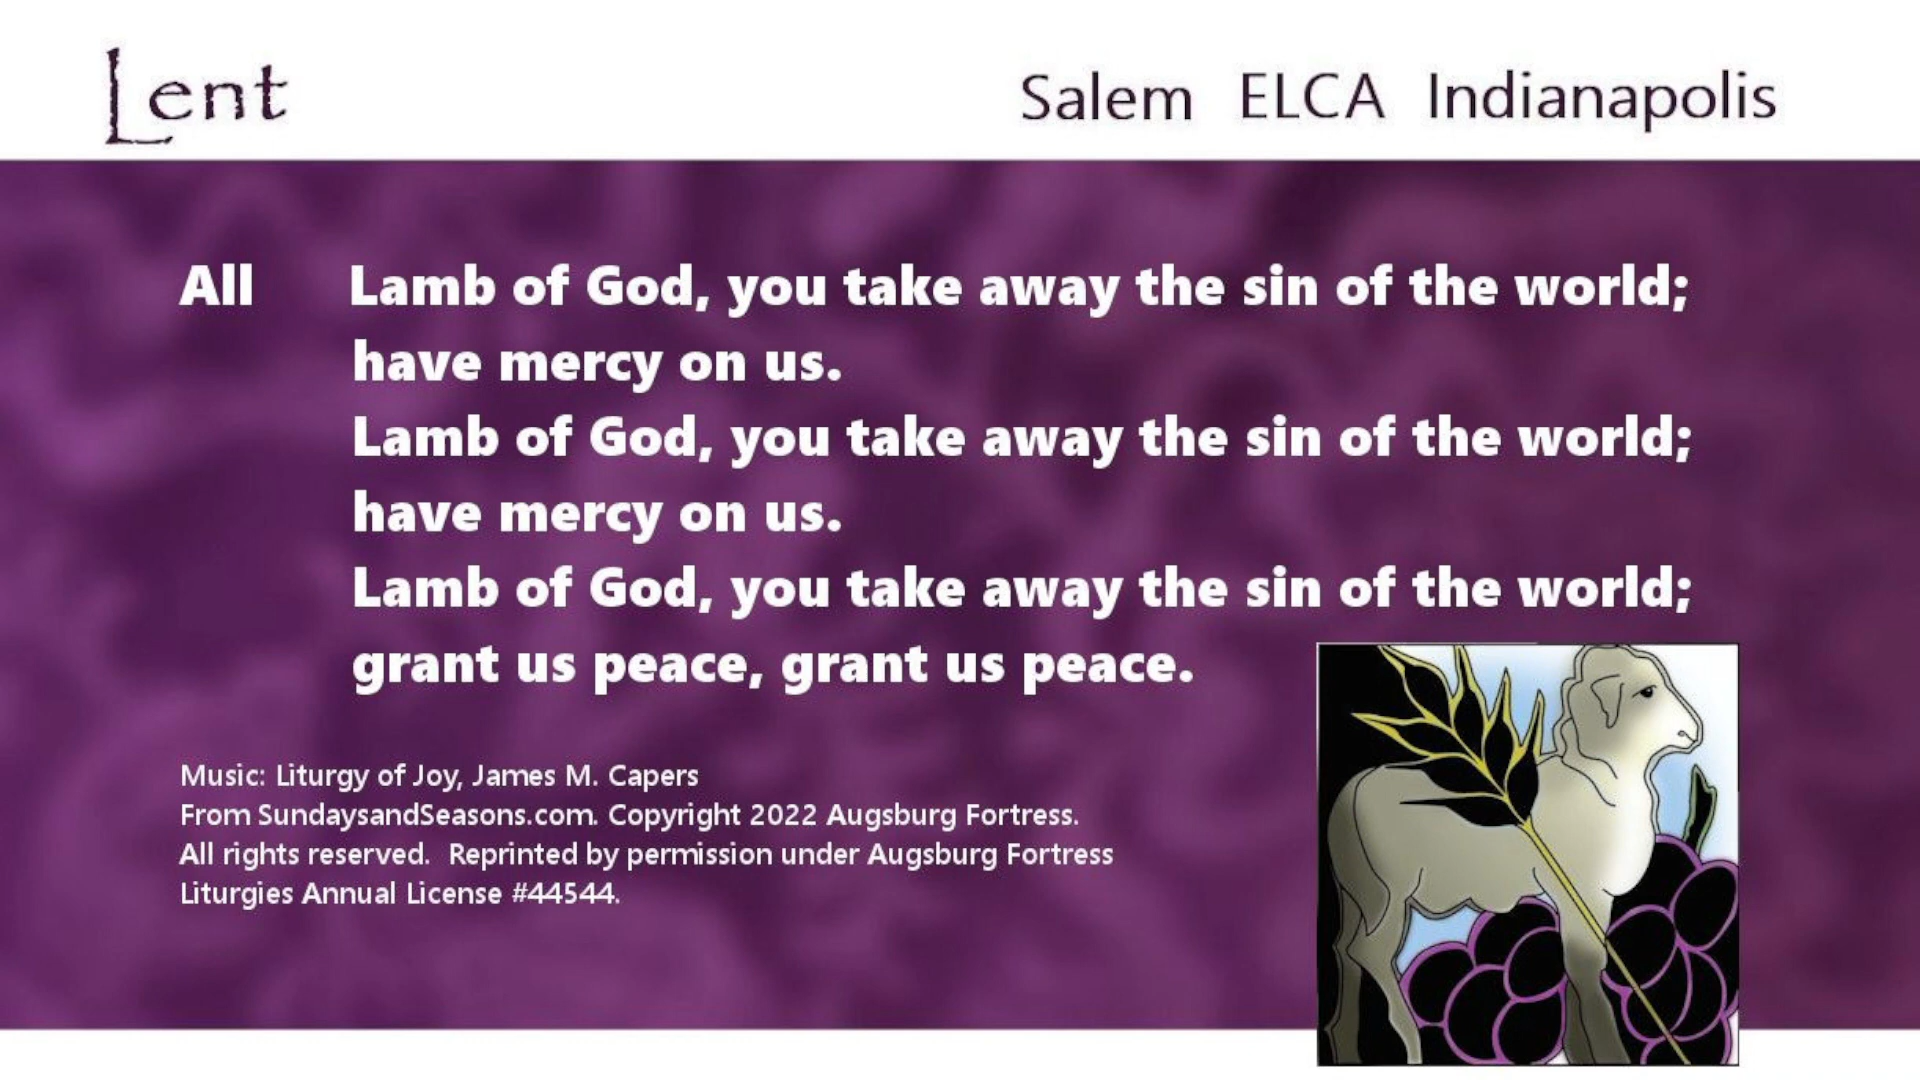 Lent
Salem ELCA Indianapolis
All Lamb of God, you take away the sin of the world;
have mercy on us.
Lamb of God, you take away the sin of the world;
have mercy on us.
Lamb of God, you take away the sin of the world;
grant us peace, grant us peace.
Music: Liturgy of Joy, James M. Capers
From SundaysandSeasons.com. Copyright 2022 Augsburg Fortress.
All rights reserved. Reprinted by permission under Augsburg Fortress
Liturgies Annual License #44544.